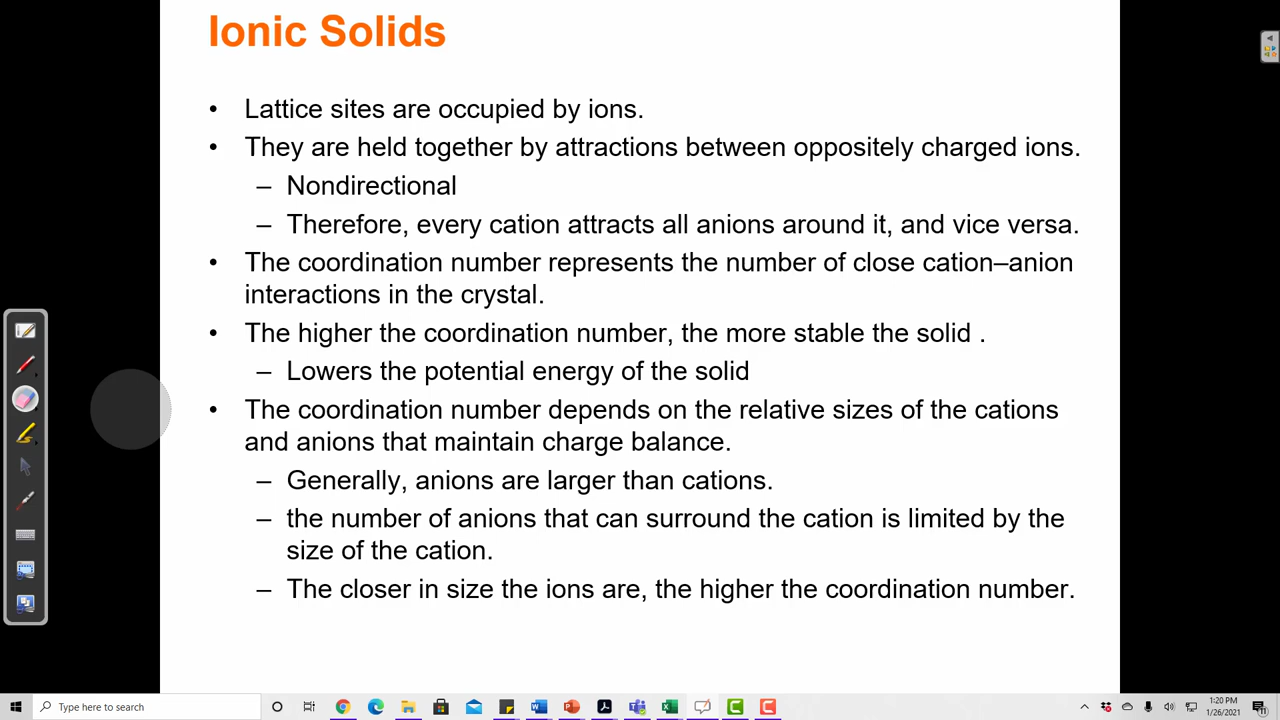 Ionic Solids
• Lattice sites are occupied by ions.
• They are held together by attractions between oppositely charged ions.
– Nondirectional
– Therefore, every cation attracts all anions around it, and vice versa.
• The coordination number represents the number of close cation–anion
interactions in the crystal.
• The higher the coordination number, the more stable the solid .
– Lowers the potential energy of the solid
• The coordination number depends on the relative sizes of the cations
and anions that maintain charge balance.
– Generally, anions are larger than cations.
– the number of anions that can surround the cation is limited by the
size of the cation.
– The closer in size the ions are, the higher the coordination number.
Type here to search
1:20 PM
1/26/2021